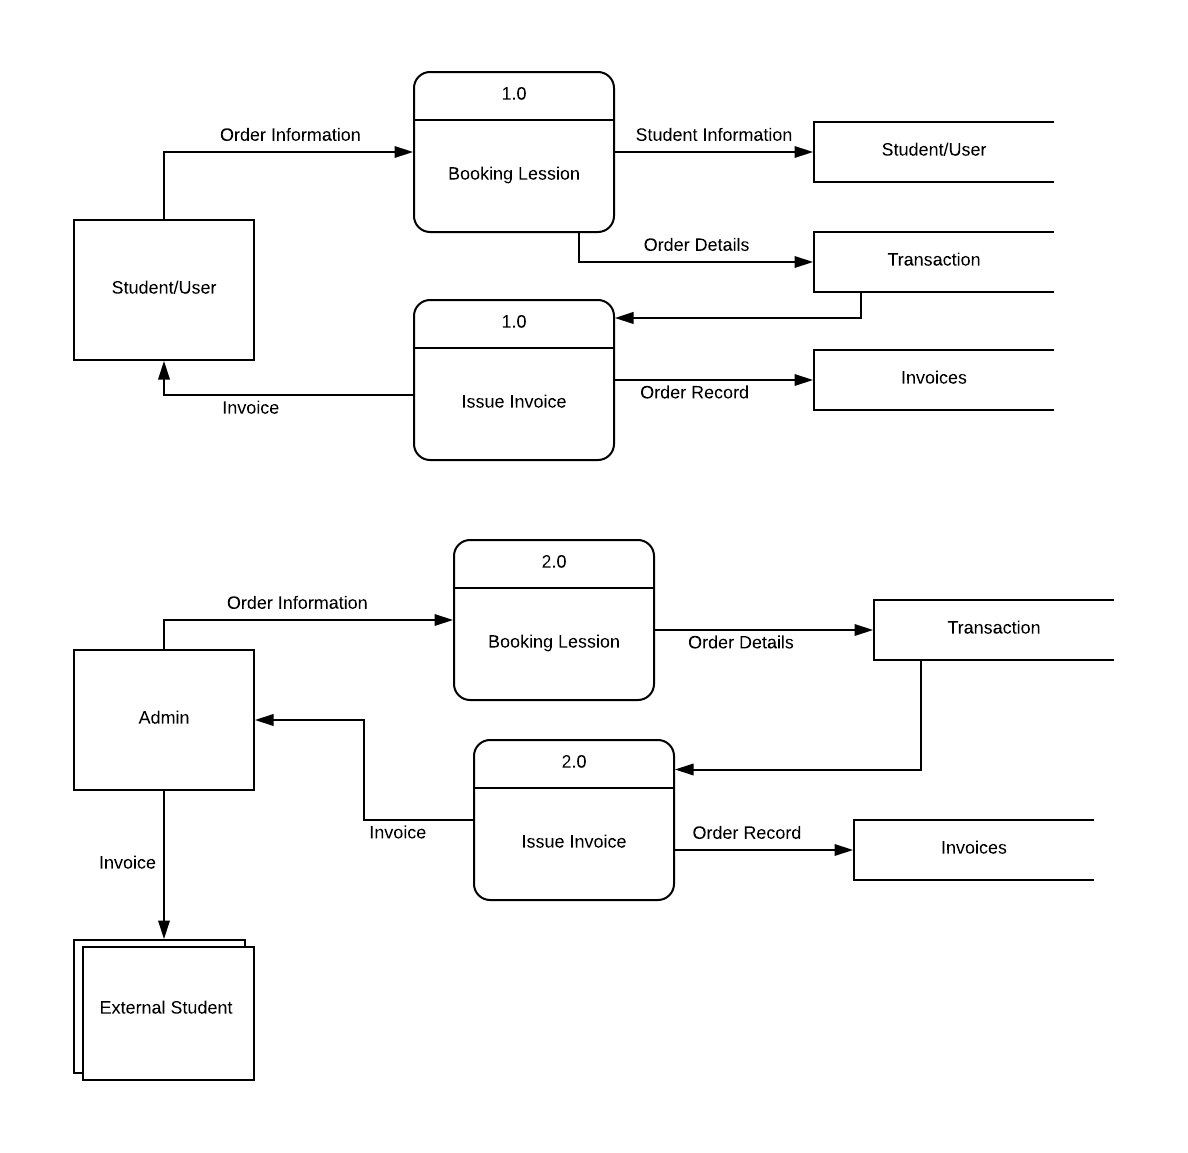 1.0
Order Information
Student Information
Booking Lession
Student/User
Order Details
Transaction
Student/User
1.0
Invoices
Order Record
Issue Invoice
Invoice
2.0
Order Information
Booking Lession
Order Details
Transaction
Admin
2.0
Invoice
Issue Invoice
Order Record
Invoices
Invoice
External Student